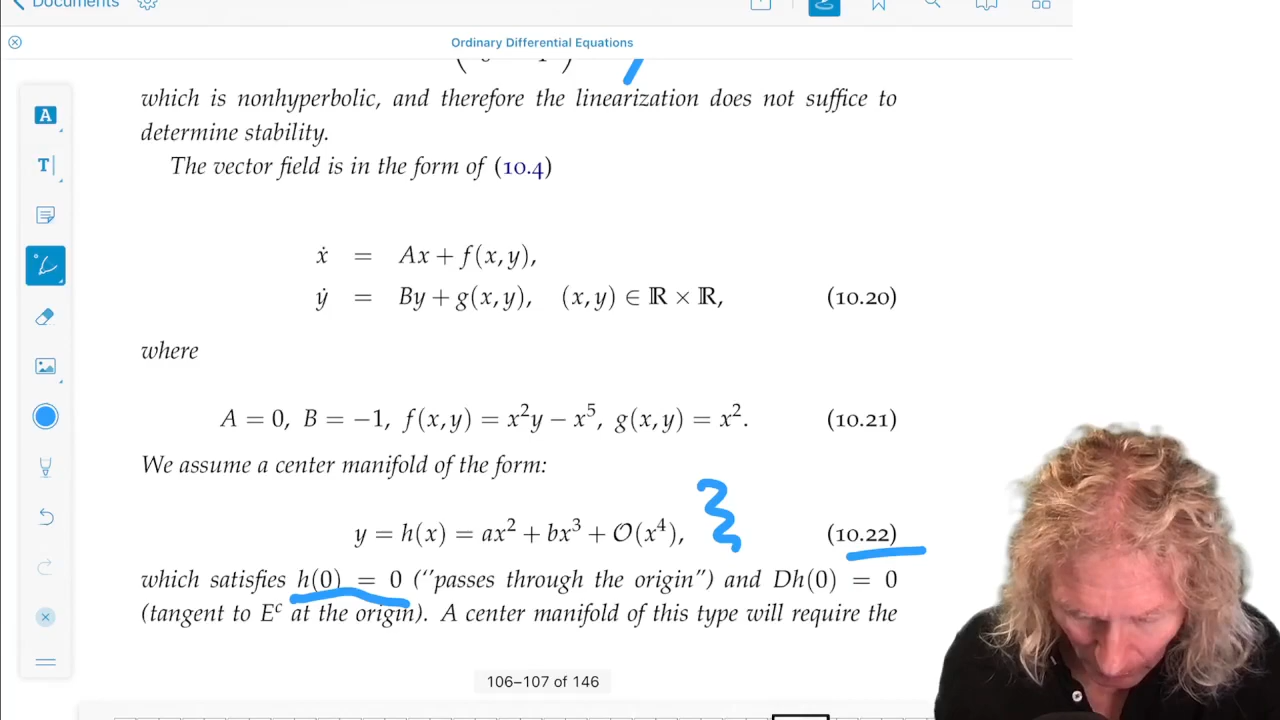 Documents
Ordinary Differential Equations
which is nonhyperbolic, and therefore the linearization does not suffice to
determine stability.
The vector field is in the form of (10.4)
ẋ = Ax + f(x, y),
ẏ = By + g(x, y), (x, y) ∈ ℝ × ℝ, (10.20)
where
A = 0, B = −1, f(x, y) = x²y − x⁵, g(x, y) = x². (10.21)
We assume a center manifold of the form:
y = h(x) = ax² + bx³ + O(x⁴), (10.22)
which satisfies h(0) = 0 (‘‘passes through the origin”) and Dh(0) = 0
(tangent to Eᶜ at the origin). A center manifold of this type will require the
106–107 of 146
A
T